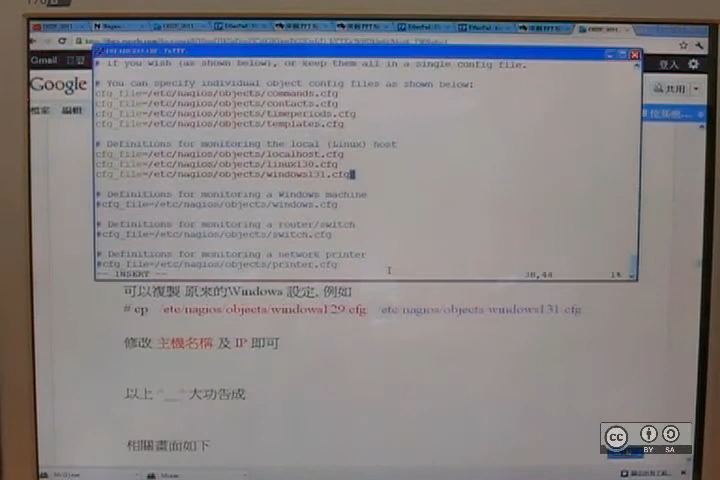 Gmail
登入
Google
共用
檔案 編輯
# if you wish (as shown below), or keep them all in a single config file.
# You can specify individual object config files as shown below:
cfg_file=/etc/nagios/objects/commands.cfg
cfg_file=/etc/nagios/objects/contacts.cfg
cfg_file=/etc/nagios/objects/timeperiods.cfg
cfg_file=/etc/nagios/objects/templates.cfg
# Definitions for monitoring the local (Linux) host
cfg_file=/etc/nagios/objects/localhost.cfg
cfg_file=/etc/nagios/objects/linux130.cfg
cfg_file=/etc/nagios/objects/windows131.cfg
# Definitions for monitoring a Windows machine
#cfg_file=/etc/nagios/objects/windows.cfg
# Definitions for monitoring a router/switch
#cfg_file=/etc/nagios/objects/switch.cfg
# Definitions for monitoring a network printer
#cfg_file=/etc/nagios/objects/printer.cfg
-- INSERT -- 38,44 1%
可以複製 原來的Windows 設定, 例如
# cp /etc/nagios/objects/windows129.cfg /etc/nagios/objects/windows131.cfg
修改 主機名稱 及 IP 即可
以上 ^__^ 大功告成
相關畫面如下
cc BY SA